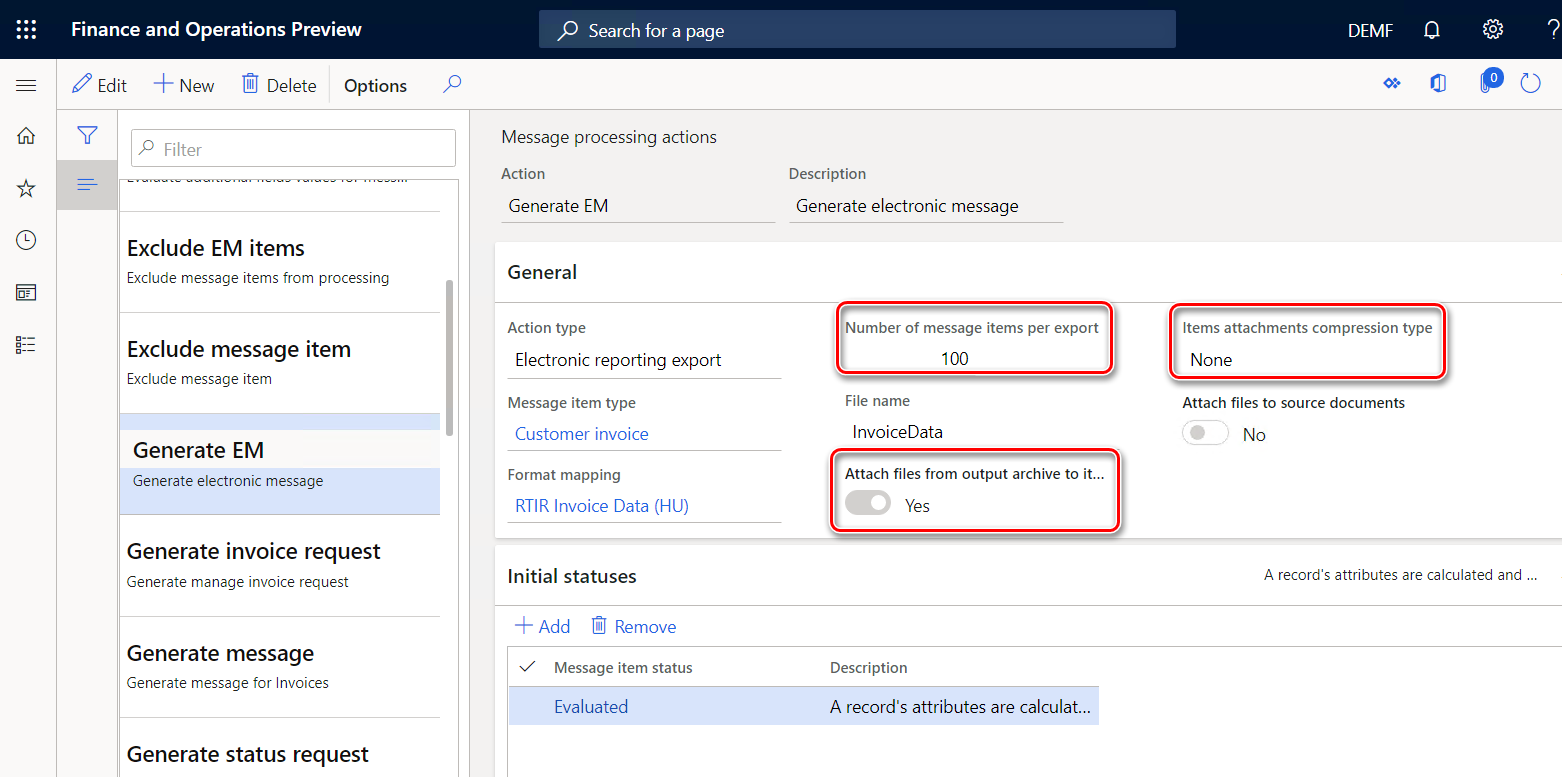 Finance and Operations Preview
Search for a page
DEMF
?
Edit
New
Delete
Options
0
Filter
Evaluate additional fields values for mess...
Exclude EM items
Exclude message items from processing
Exclude message item
Exclude message item
Generate EM
Generate electronic message
Generate invoice request
Generate manage invoice request
Generate message
Generate message for Invoices
Generate status request
Message processing actions
Action
Description
Generate EM
Generate electronic message
General
Action type
Number of message items per export
Items attachments compression type
Electronic reporting export
100
None
Message item type
File name
Attach files to source documents
Customer invoice
InvoiceData
No
Format mapping
Attach files from output archive to it...
RTIR Invoice Data (HU)
Yes
Initial statuses
A record's attributes are calculated and ...
Add
Remove
Message item status
Description
Evaluated
A record's attributes are calculat...